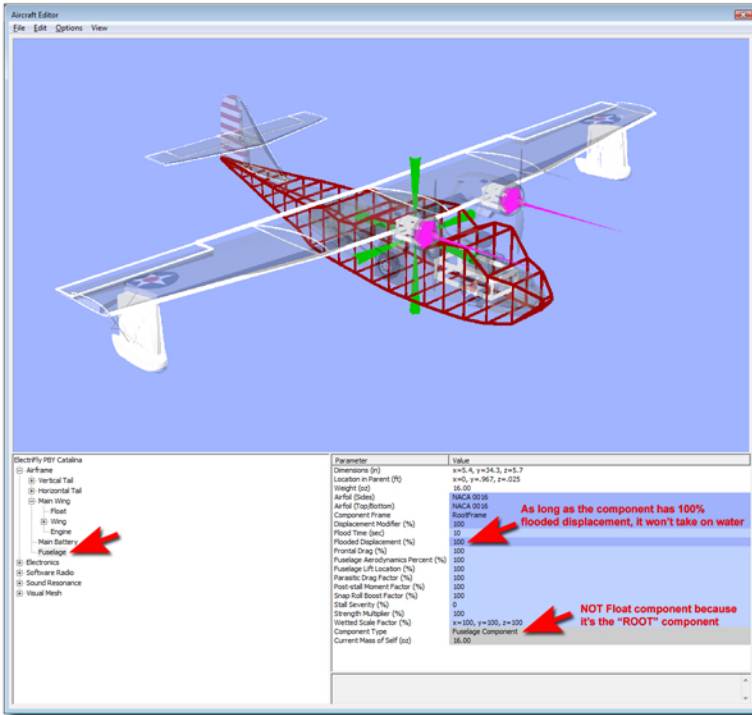 Aircraft Editor
File Edit Options View
ElectriFly PBY Catalina
Airframe
Vertical Tail
Horizontal Tail
Main Wing
Float
Wing
Engine
Main Battery
Fuselage
Electronics
Software Radio
Sound Resonance
Visual Mesh
Parameter Value
Dimensions (in) x=5.4, y=34.3, z=5.7
Location in Parent (ft) x=0, y=.967, z=.025
Weight (oz) 16.00
Airfoil (Sides) NACA 0016
Airfoil (Top/Bottom) NACA 0016
Component Frame RootFrame
Displacement Modifier (%) 100
Flood Time (sec) 10
Flooded Displacement (%) 100
Frontal Drag (%) 100
Fuselage Aerodynamics Percent (%) 100
Fuselage Lift Location (%) 100
Parasitic Drag Factor (%) 100
Post-stall Moment Factor (%) 100
Snap Roll Boost Factor (%) 100
Stall Severity (%) 0
Strength Multiplier (%) 100
Wetted Scale Factor (%) x=100, y=100, z=100
Component Type Fuselage Component
Current Mass of Self (oz) 16.00
As long as the component has 100%
flooded displacement, it won't take on water
NOT Float component because
it's the “ROOT” component